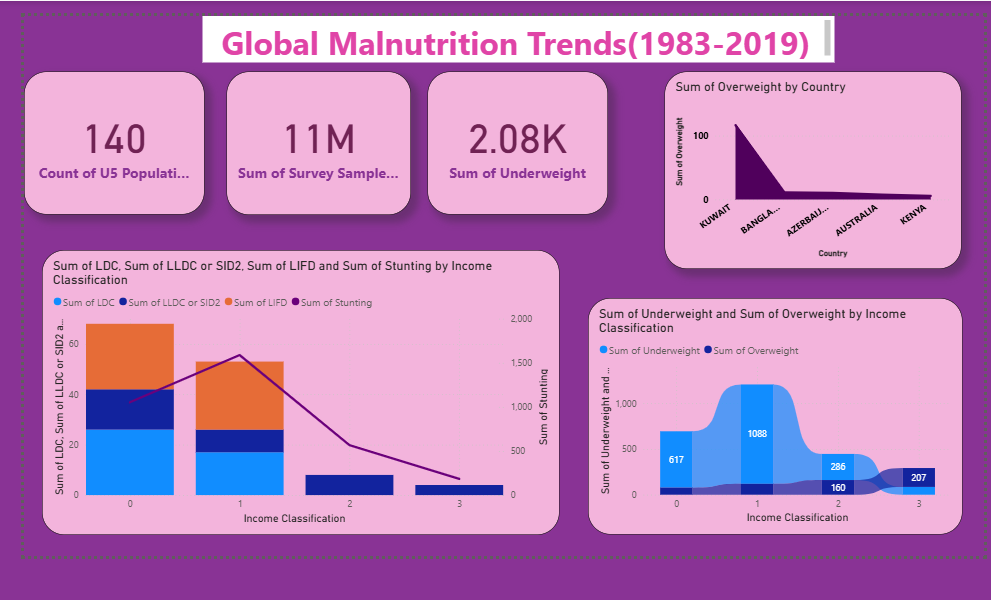 Global Malnutrition Trends(1983-2019)
140
Count of U5 Populati...
11M
Sum of Survey Sample...
2.08K
Sum of Underweight
Sum of Overweight by Country
Sum of Overweight
100
0
KUWAIT
BANGLA...
AZERBAIJ...
AUSTRALIA
KENYA
Country
Sum of LDC, Sum of LLDC or SID2, Sum of LIFD and Sum of Stunting by Income
Classification
Sum of LDC Sum of LLDC or SID2 Sum of LIFD Sum of Stunting
Sum of LDC, Sum of LLDC or SID2 a...
60
40
20
0
2,000
1,500
1,000
500
0
Sum of Stunting
0 1 2 3
Income Classification
Sum of Underweight and Sum of Overweight by Income
Classification
Sum of Underweight Sum of Overweight
Sum of Underweight and ...
1,000
500
0
617
1088
286
160
207
0 1 2 3
Income Classification